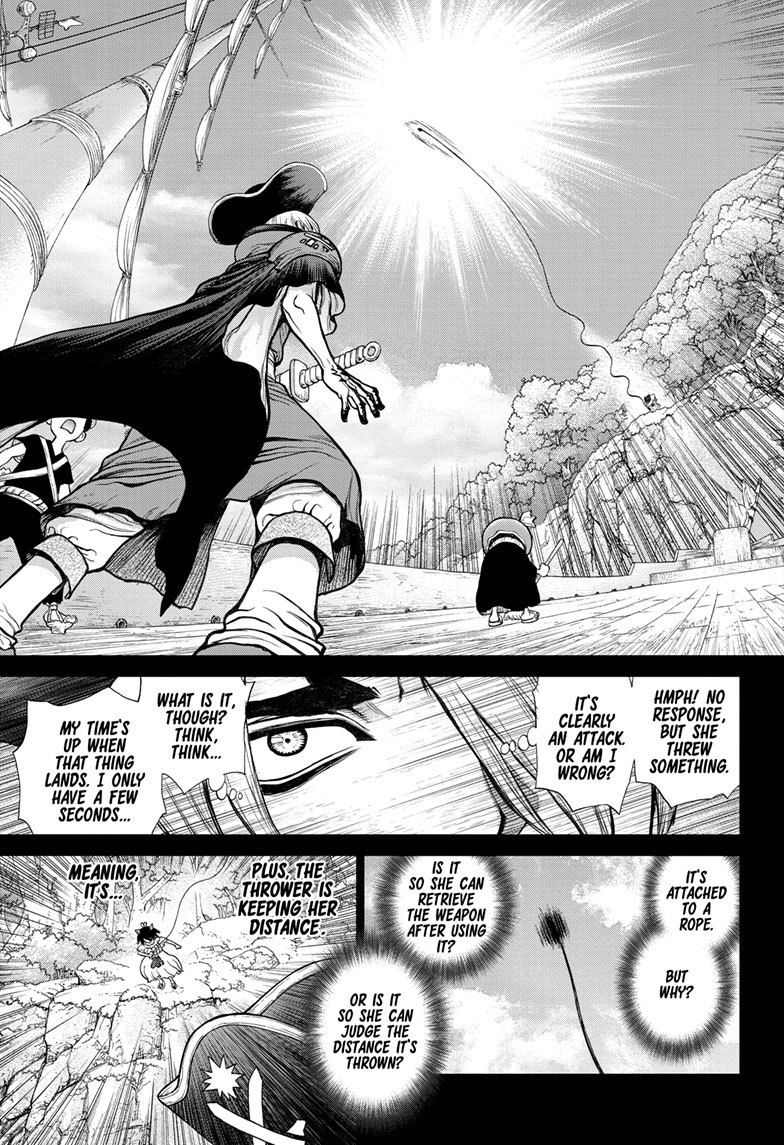 HMPH! NO
RESPONSE,
BUT SHE
THREW
SOMETHING.
IT'S
CLEARLY
AN ATTACK.
OR AM I
WRONG?
WHAT IS IT,
THOUGH?
THINK,
THINK...
MY TIME'S
UP WHEN
THAT THING
LANDS. I ONLY
HAVE A FEW
SECONDS...
IT'S
ATTACHED
TO A
ROPE.
BUT
WHY?
IS IT
SO SHE CAN
RETRIEVE
THE WEAPON
AFTER USING
IT?
OR IS IT
SO SHE CAN
JUDGE THE
DISTANCE IT'S
THROWN?
PLUS, THE
THROWER IS
KEEPING HER
DISTANCE.
MEANING,
IT'S...